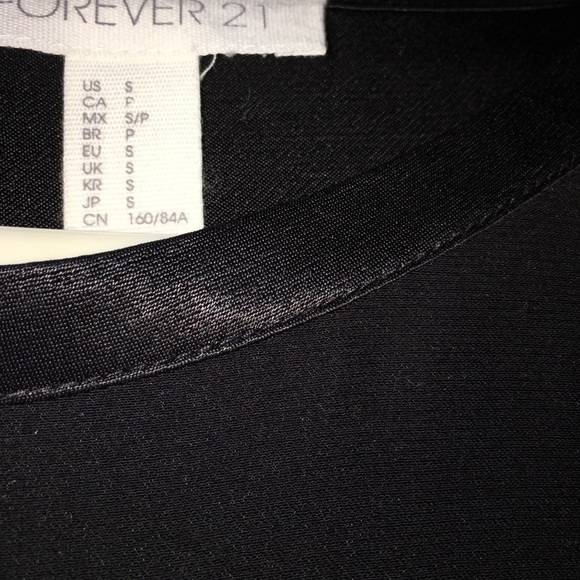 FOREVER 21
US S
CA P
MX S/P
BR P
EU S
UK S
KR S
JP S
CN 160/84A